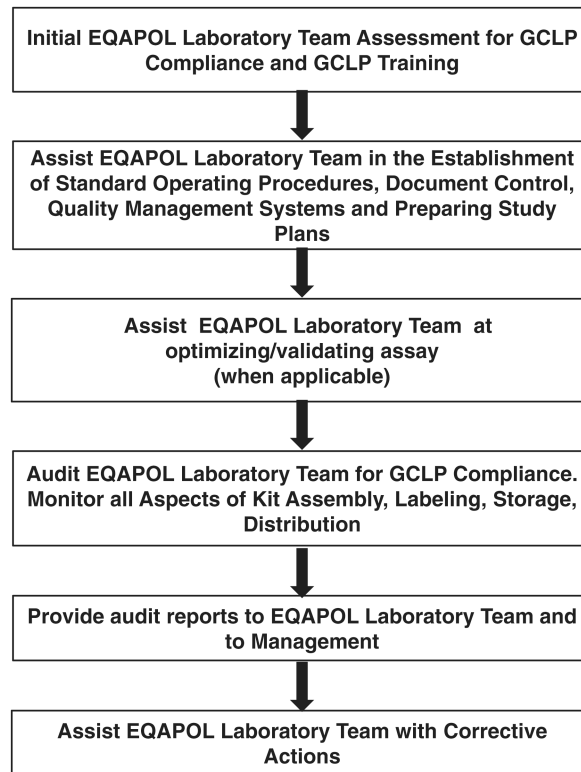 Initial EQAPOL Laboratory Team Assessment for GCLP
Compliance and GCLP Training
Assist EQAPOL Laboratory Team in the Establishment
of Standard Operating Procedures, Document Control,
Quality Management Systems and Preparing Study
Plans
Assist EQAPOL Laboratory Team at
optimizing/validating assay
(when applicable)
Audit EQAPOL Laboratory Team for GCLP Compliance.
Monitor all Aspects of Kit Assembly, Labeling, Storage,
Distribution
Provide audit reports to EQAPOL Laboratory Team and
to Management
Assist EQAPOL Laboratory Team with Corrective
Actions